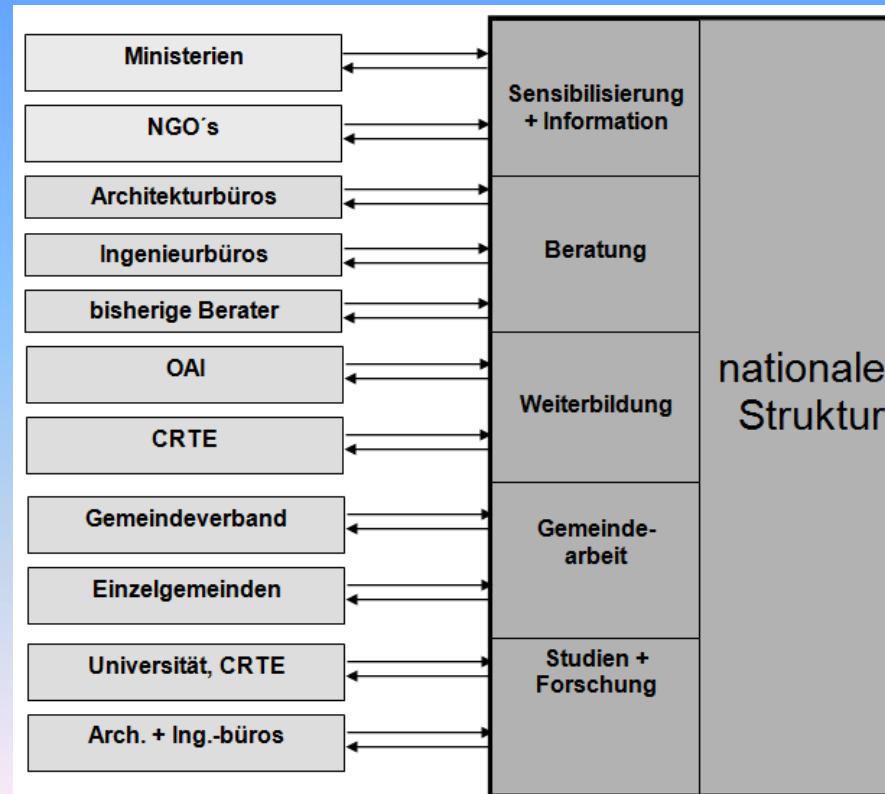 Ministerien
NGO´s
Architekturbüros
Ingenieurbüros
bisherige Berater
OAI
CRTE
Gemeindeverband
Einzelgemeinden
Universität, CRTE
Arch. + Ing.-büros
Sensibilisierung
+ Information
Beratung
Weiterbildung
Gemeinde-
arbeit
Studien +
Forschung
nationale
Struktur